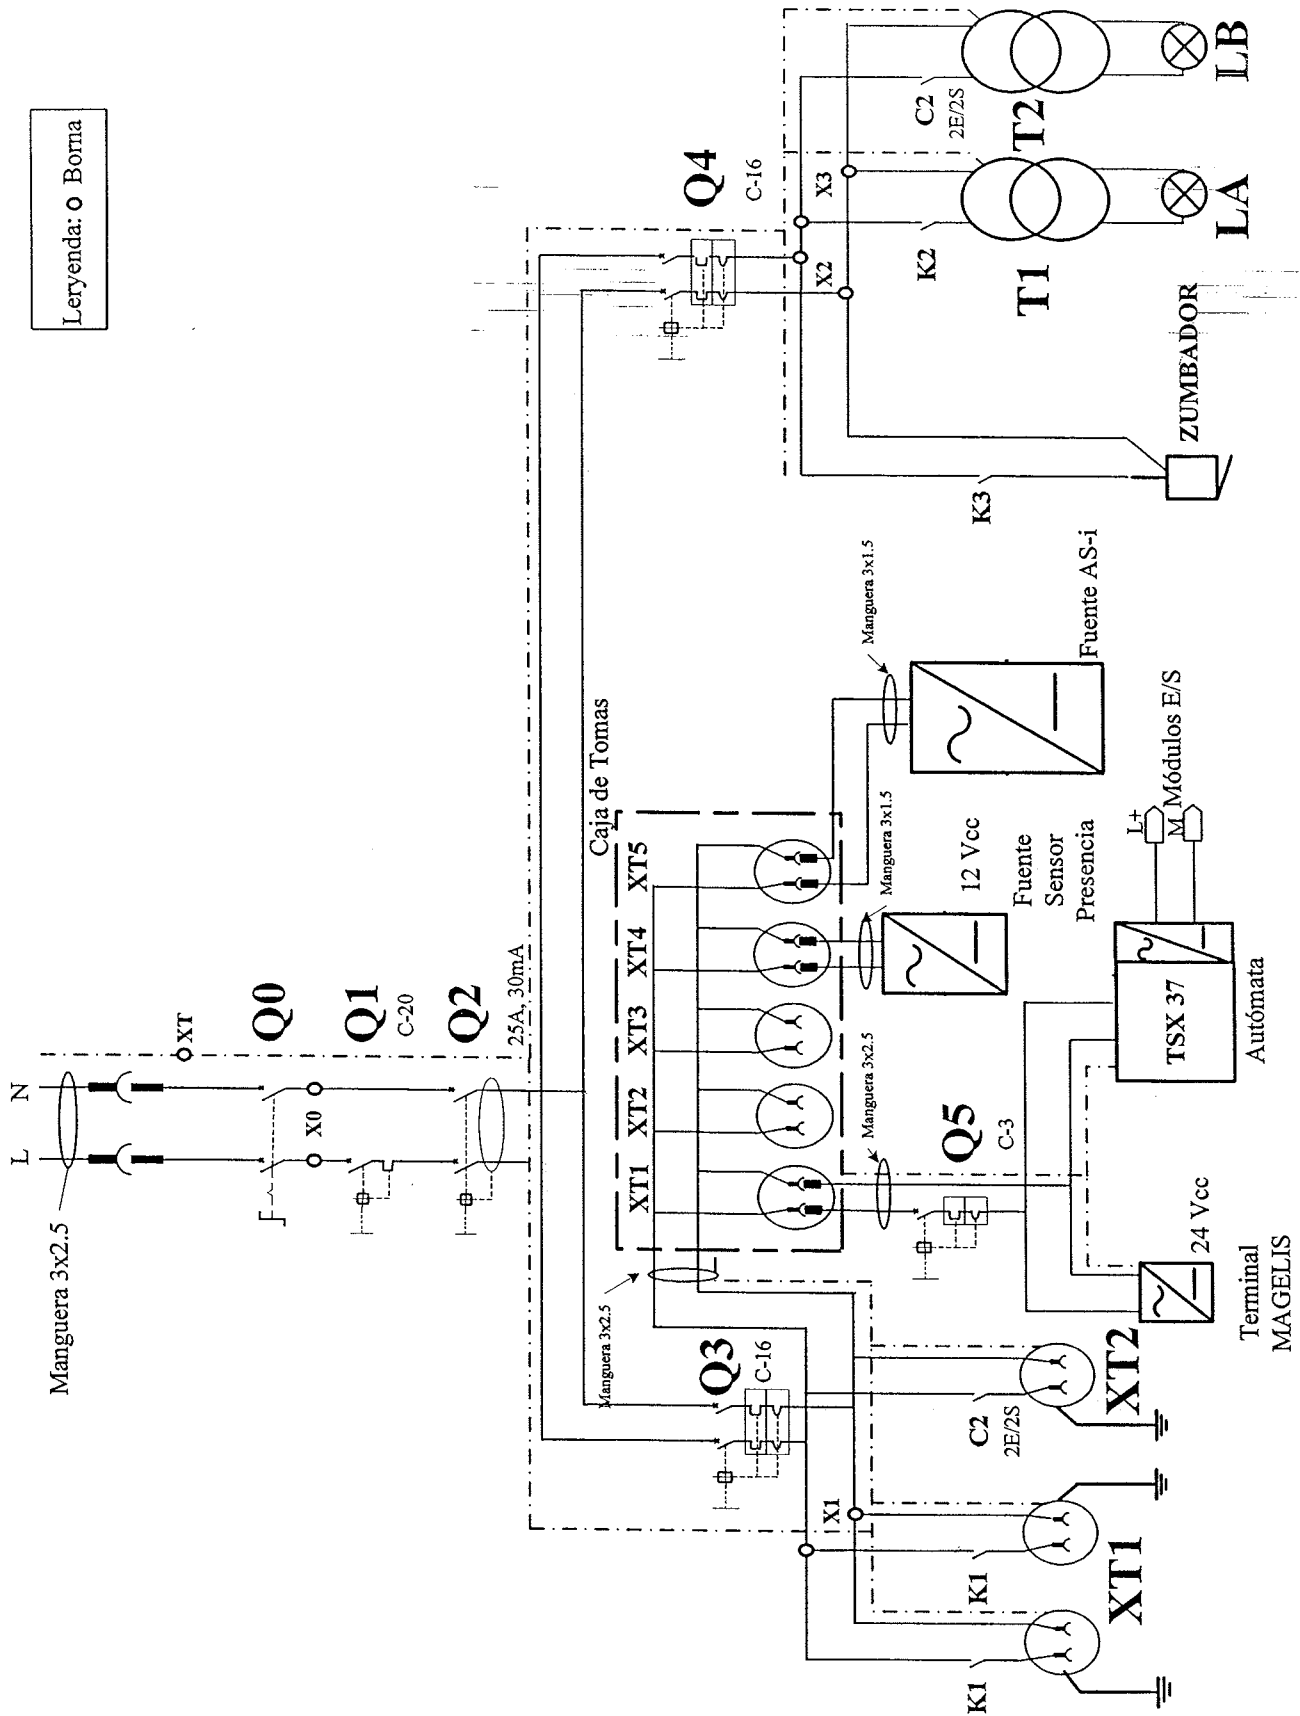 Leryenda: o Borna
L
N
Manguera 3x2.5
XT
Q0
X0
Q1
C-20
Q2
25A, 30mA
Q4
C-16
X2
X3
C2
2E/2S
K2
T2
T1
LB
LA
K3
ZUMBADOR
Caja de Tomas
XT1
XT2
XT3
XT4
XT5
Manguera 3x2.5
Manguera 3x2.5
Manguera 3x1.5
Manguera 3x1.5
Q3
C-16
Q5
C-3
12 Vcc
Fuente
Sensor
Presencia
Fuente AS-i
L+
M
Módulos E/S
TSX 37
Autómata
24 Vcc
Terminal
MAGELIS
X1
C2
2E/2S
K1
K1
XT2
XT1